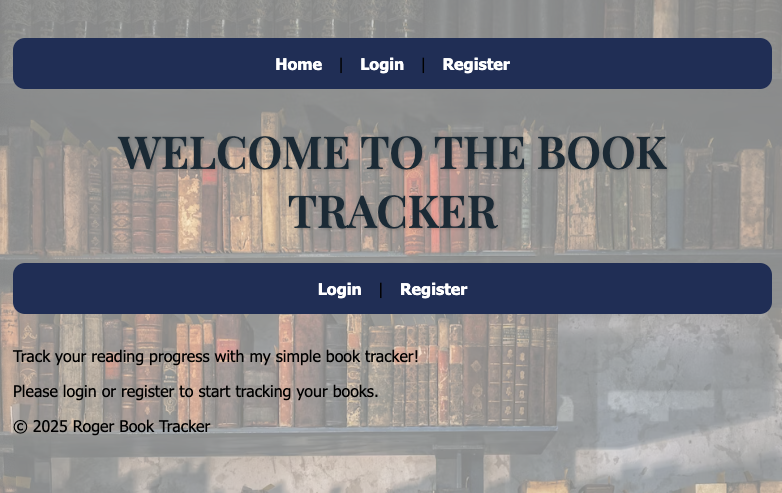 Home | Login | Register
WELCOME TO THE BOOK
TRACKER
Login | Register
Track your reading progress with my simple book tracker!
Please login or register to start tracking your books.
© 2025 Roger Book Tracker